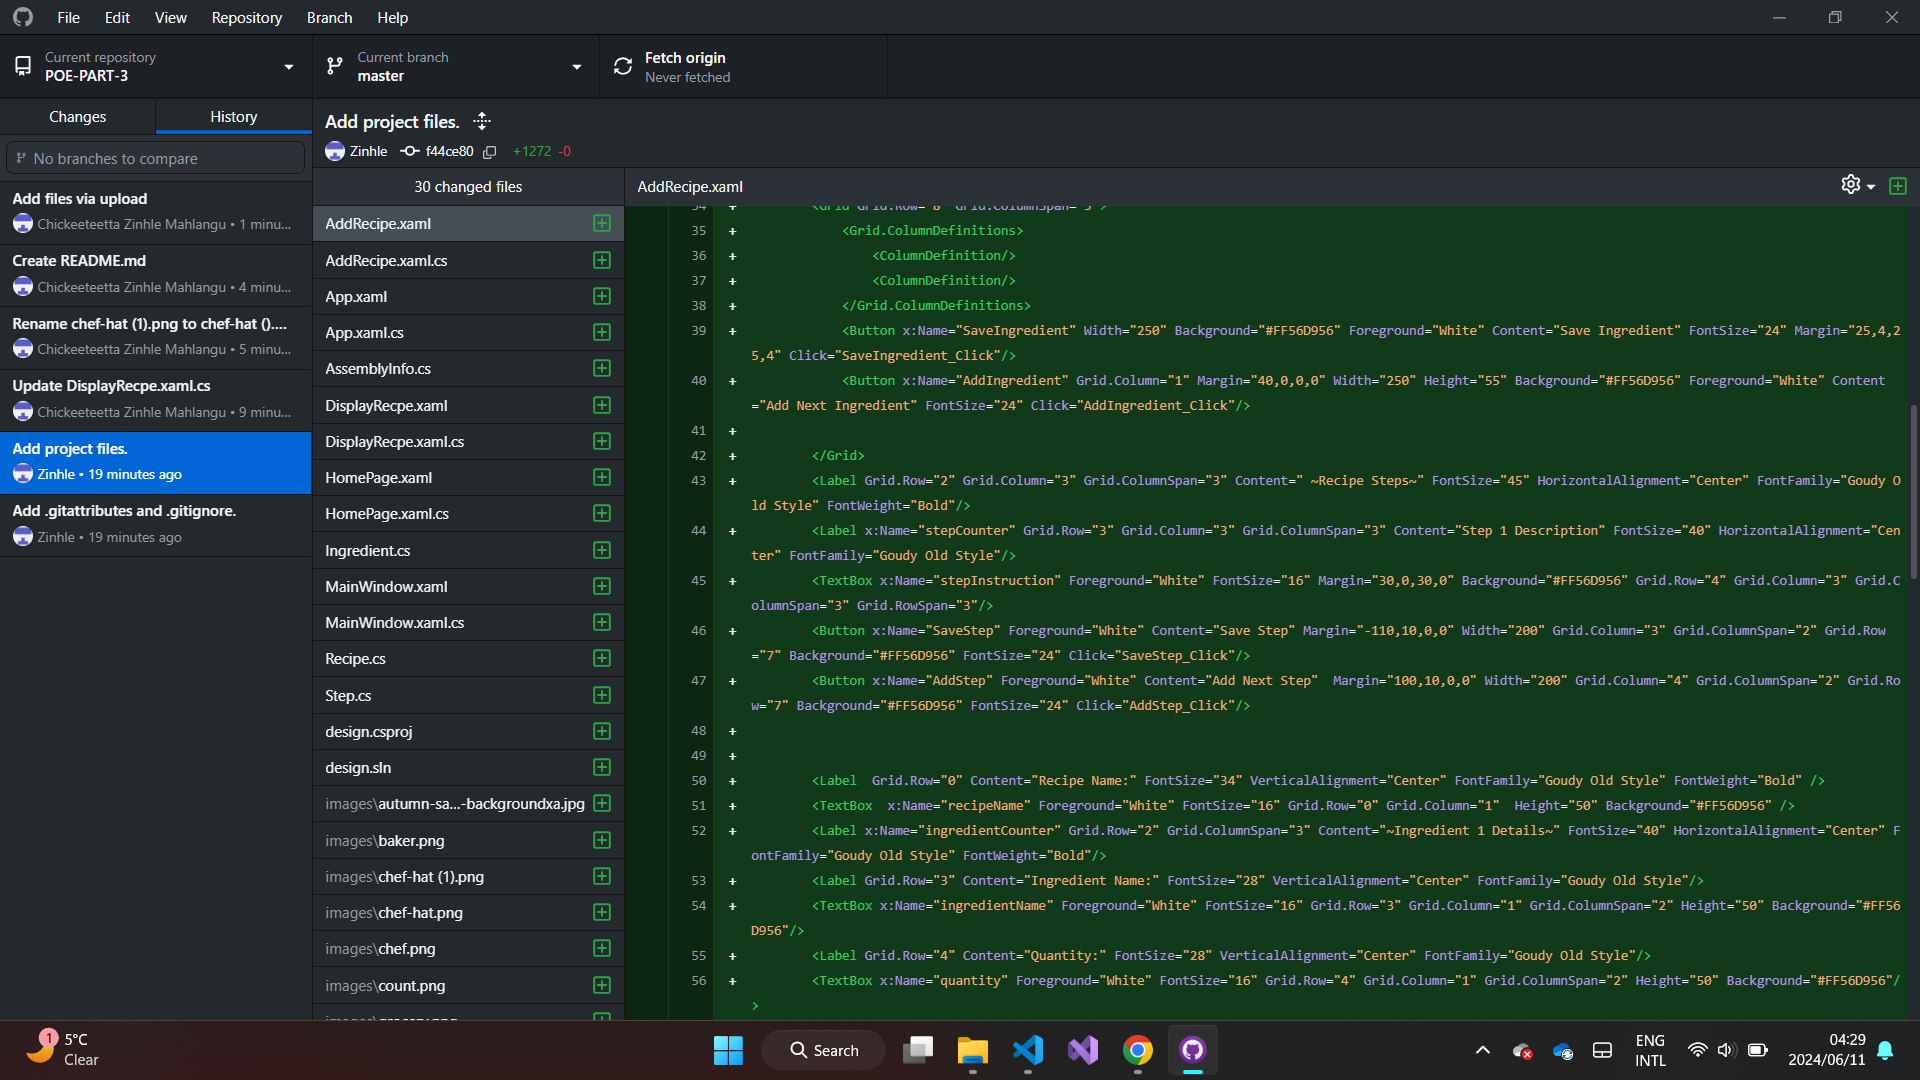 File Edit View Repository Branch Help
Current repository
POE-PART-3
Current branch
master
Fetch origin
Never fetched
Changes
History
No branches to compare
Add files via upload
Chickeeteetta Zinhle Mahlangu • 1 minu...
Create README.md
Chickeeteetta Zinhle Mahlangu • 4 minu...
Rename chef-hat (1).png to chef-hat ()....
Chickeeteetta Zinhle Mahlangu • 5 minu...
Update DisplayRecpe.xaml.cs
Chickeeteetta Zinhle Mahlangu • 9 minu...
Add project files.
Zinhle • 19 minutes ago
Add .gitattributes and .gitignore.
Zinhle • 19 minutes ago
Add project files.
Zinhle f44ce80 +1272 -0
30 changed files
AddRecipe.xaml
AddRecipe.xaml.cs
App.xaml
App.xaml.cs
AssemblyInfo.cs
DisplayRecpe.xaml
DisplayRecpe.xaml.cs
HomePage.xaml
HomePage.xaml.cs
Ingredient.cs
MainWindow.xaml
MainWindow.xaml.cs
Recipe.cs
Step.cs
design.csproj
design.sln
images\autumn-sa...-backgroundxa.jpg
images\baker.png
images\chef-hat (1).png
images\chef-hat.png
images\chef.png
images\count.png
AddRecipe.xaml
34 + <Grid Grid.Row="8" Grid.ColumnSpan="3">
35 + <Grid.ColumnDefinitions>
36 + <ColumnDefinition/>
37 + <ColumnDefinition/>
38 + </Grid.ColumnDefinitions>
39 + <Button x:Name="SaveIngredient" Width="250" Background="#FF56D956" Foreground="White" Content="Save Ingredient" FontSize="24" Margin="25,4,2
5,4" Click="SaveIngredient_Click"/>
40 + <Button x:Name="AddIngredient" Grid.Column="1" Margin="40,0,0,0" Width="250" Height="55" Background="#FF56D956" Foreground="White" Content
="Add Next Ingredient" FontSize="24" Click="AddIngredient_Click"/>
41 +
42 + </Grid>
43 + <Label Grid.Row="2" Grid.Column="3" Grid.ColumnSpan="3" Content=" ~Recipe Steps~" FontSize="45" HorizontalAlignment="Center" FontFamily="Goudy O
ld Style" FontWeight="Bold"/>
44 + <Label x:Name="stepCounter" Grid.Row="3" Grid.Column="3" Grid.ColumnSpan="3" Content="Step 1 Description" FontSize="40" HorizontalAlignment="Cen
ter" FontFamily="Goudy Old Style"/>
45 + <TextBox x:Name="stepInstruction" Foreground="White" FontSize="16" Margin="30,0,30,0" Background="#FF56D956" Grid.Row="4" Grid.Column="3" Grid.C
olumnSpan="3" Grid.RowSpan="3"/>
46 + <Button x:Name="SaveStep" Foreground="White" Content="Save Step" Margin="-110,10,0,0" Width="200" Grid.Column="3" Grid.ColumnSpan="2" Grid.Row
="7" Background="#FF56D956" FontSize="24" Click="SaveStep_Click"/>
47 + <Button x:Name="AddStep" Foreground="White" Content="Add Next Step"  Margin="100,10,0,0" Width="200" Grid.Column="4" Grid.ColumnSpan="2" Grid.Ro
w="7" Background="#FF56D956" FontSize="24" Click="AddStep_Click"/>
48 +
49 +
50 + <Label  Grid.Row="0" Content="Recipe Name:" FontSize="34" VerticalAlignment="Center" FontFamily="Goudy Old Style" FontWeight="Bold" />
51 + <TextBox  x:Name="recipeName" Foreground="White" FontSize="16" Grid.Row="0" Grid.Column="1"  Height="50" Background="#FF56D956" />
52 + <Label x:Name="ingredientCounter" Grid.Row="2" Grid.ColumnSpan="3" Content="~Ingredient 1 Details~" FontSize="40" HorizontalAlignment="Center" F
ontFamily="Goudy Old Style" FontWeight="Bold"/>
53 + <Label Grid.Row="3" Content="Ingredient Name:" FontSize="28" VerticalAlignment="Center" FontFamily="Goudy Old Style"/>
54 + <TextBox x:Name="ingredientName" Foreground="White" FontSize="16" Grid.Row="3" Grid.Column="1" Grid.ColumnSpan="2" Height="50" Background="#FF56
D956"/>
55 + <Label Grid.Row="4" Content="Quantity:" FontSize="28" VerticalAlignment="Center" FontFamily="Goudy Old Style"/>
56 + <TextBox x:Name="quantity" Foreground="White" FontSize="16" Grid.Row="4" Grid.Column="1" Grid.ColumnSpan="2" Height="50" Background="#FF56D956"/
>
1
5°C
Clear
Search
ENG
INTL
04:29
2024/06/11